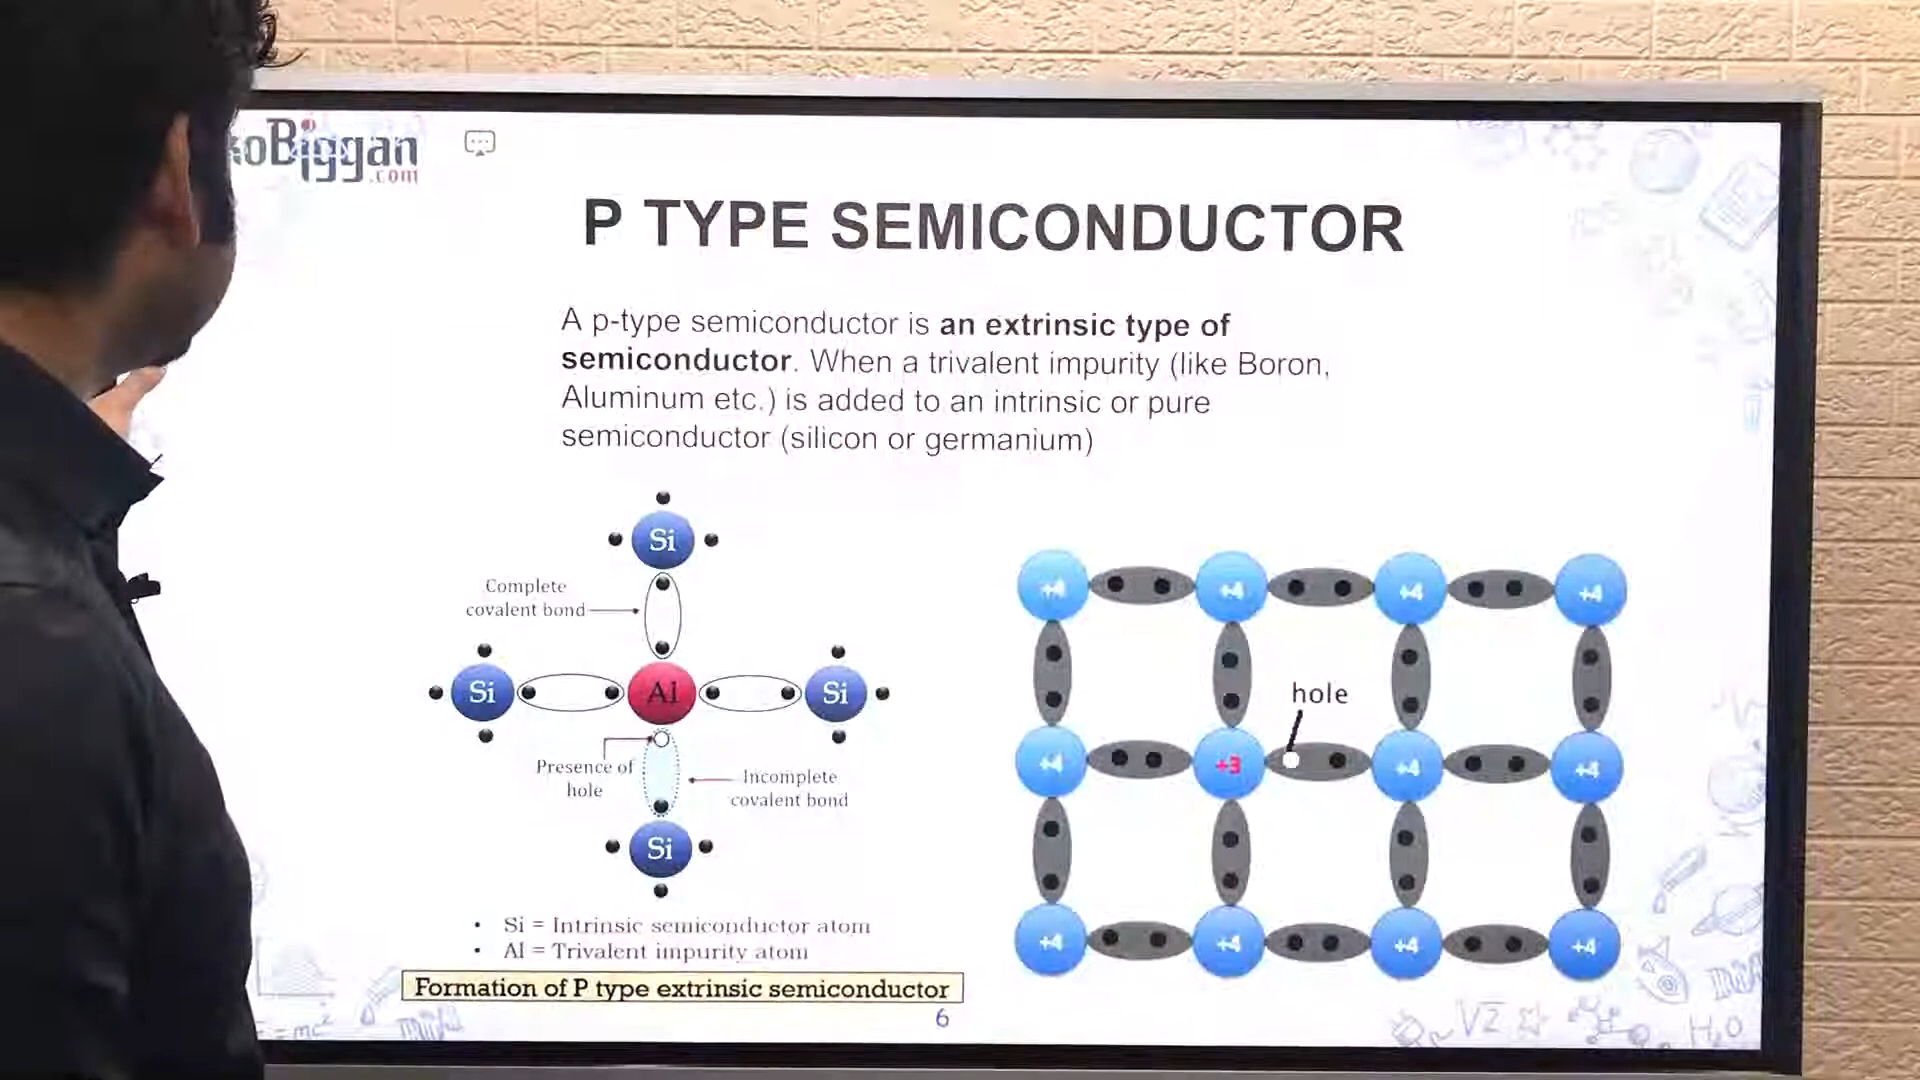 oBiggan
.com
P TYPE SEMICONDUCTOR
A p-type semiconductor is an extrinsic type of
semiconductor. When a trivalent impurity (like Boron,
Aluminum etc.) is added to an intrinsic or pure
semiconductor (silicon or germanium)
Si
Complete
covalent bond
Si
Al
Si
Presence of
hole
Incomplete
covalent bond
Si
• Si = Intrinsic semiconductor atom
• Al = Trivalent impurity atom
Formation of P type extrinsic semiconductor
6
+4 +4 +4 +4
hole
+4 +3 +4 +4
+4 +4 +4 +4
= mc²
√2
H₂O